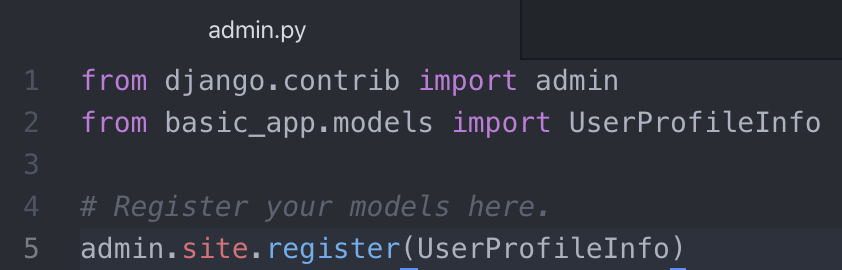 admin.py
1 from django.contrib import admin
2 from basic_app.models import UserProfileInfo
3
4 # Register your models here.
5 admin.site.register(UserProfileInfo)